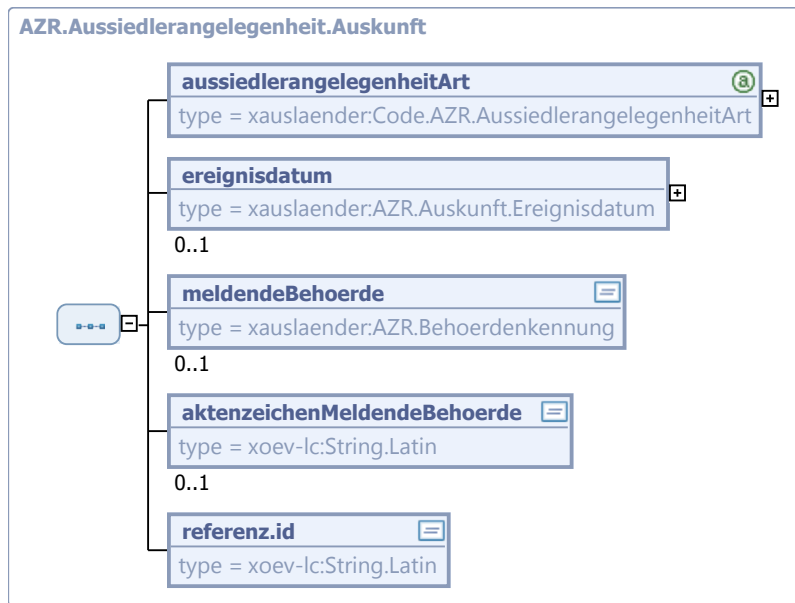 AZR.Aussiedlerangelegenheit.Auskunft
aussiedlerangelegenheitArt
type = xauslaender:Code.AZR.AussiedlerangelegenheitArt
ereignisdatum
type = xauslaender:AZR.Auskunft.Ereignisdatum
0..1
meldendeBehoerde
type = xauslaender:AZR.Behoerdenkennung
0..1
aktenzeichenMeldendeBehoerde
type = xoev-lc:String.Latin
0..1
referenz.id
type = xoev-lc:String.Latin